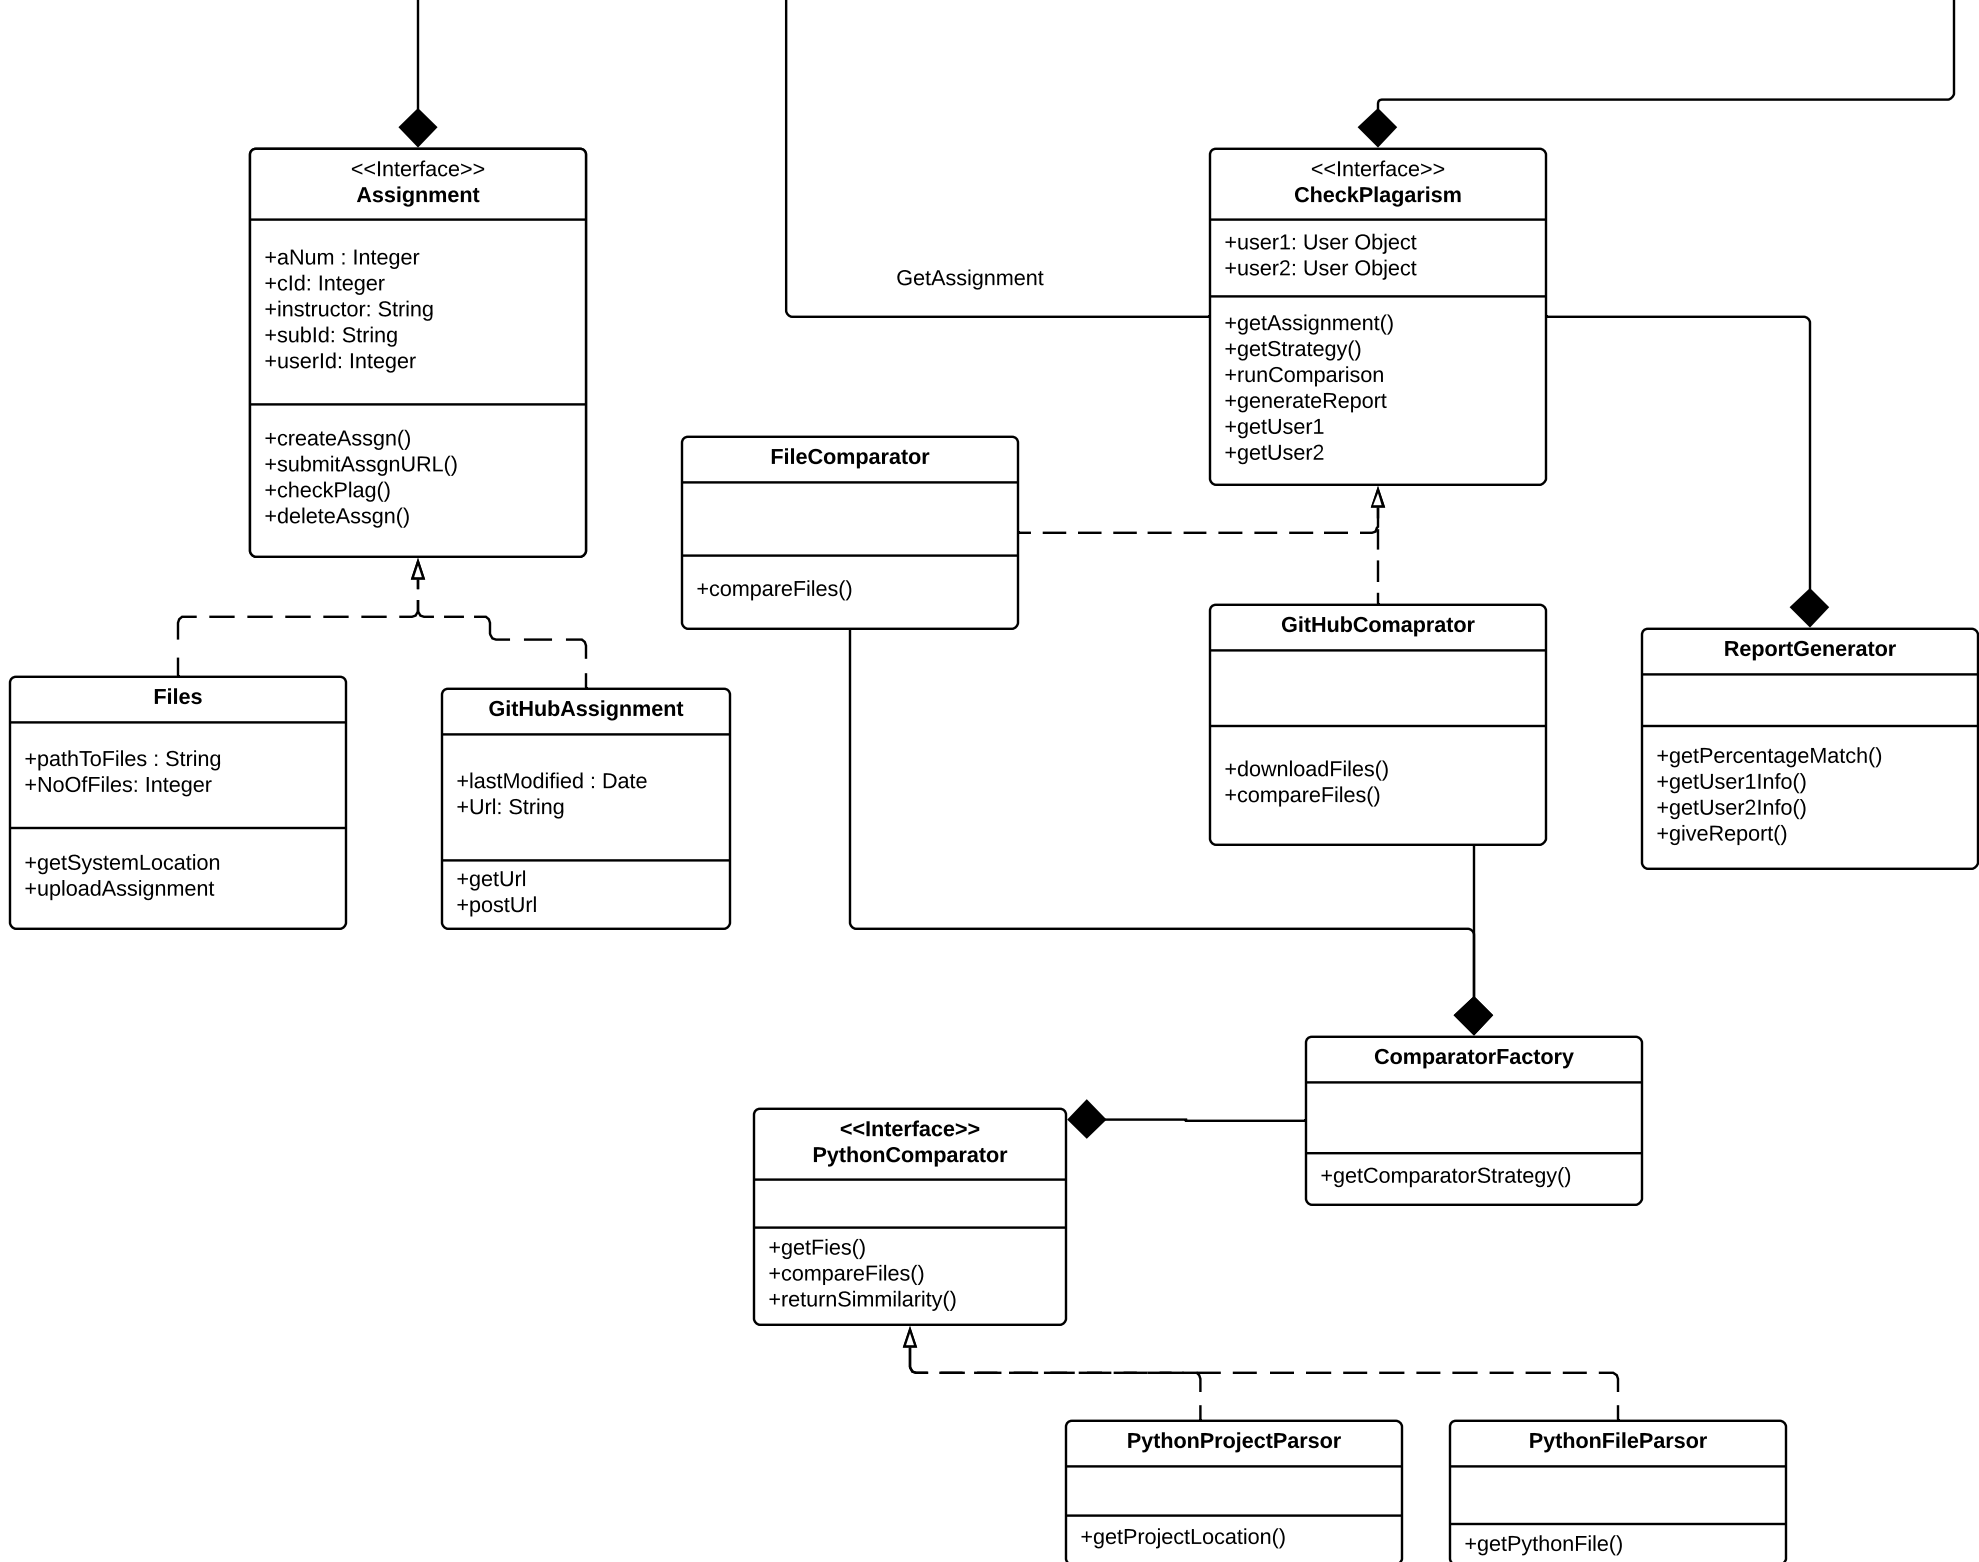 <<Interface>>
Assignment
+aNum : Integer
+cId: Integer
+instructor: String
+subId: String
+userId: Integer
+createAssgn()
+submitAssgnURL()
+checkPlag()
+deleteAssgn()
GetAssignment
<<Interface>>
CheckPlagarism
+user1: User Object
+user2: User Object
+getAssignment()
+getStrategy()
+runComparison
+generateReport
+getUser1
+getUser2
FileComparator
+compareFiles()
Files
+pathToFiles : String
+NoOfFiles: Integer
+getSystemLocation
+uploadAssignment
GitHubAssignment
+lastModified : Date
+Url: String
+getUrl
+postUrl
GitHubComaprator
+downloadFiles()
+compareFiles()
ReportGenerator
+getPercentageMatch()
+getUser1Info()
+getUser2Info()
+giveReport()
ComparatorFactory
+getComparatorStrategy()
<<Interface>>
PythonComparator
+getFies()
+compareFiles()
+returnSimmilarity()
PythonProjectParsor
+getProjectLocation()
PythonFileParsor
+getPythonFile()